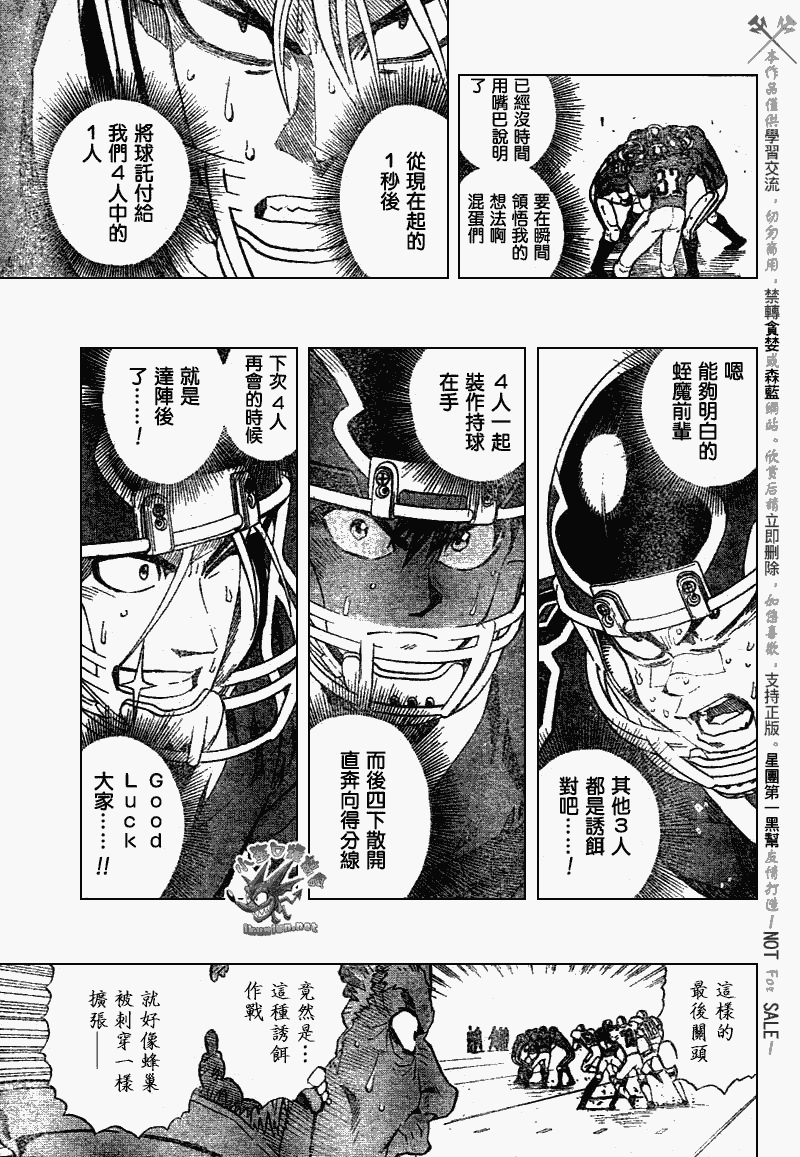 已經沒時間
用嘴巴說明
了
要在瞬間
領悟我的
想法啊
混蛋們
從現在起的
1秒後
將球託付給
我們4人中的
1人
嗯
能夠明白的
蛭魔前輩
其他3人
都是誘餌
對吧……!
4人一起
裝作持球
在手
而後四下散開
直奔向得分線
下次4人
再會的時候
就是
達陣後
了……!
Good
Luck
大家……!!
這樣的
最後關頭
竟然是…
這種誘餌
作戰
就好像蜂巢
被刺穿一樣
擴張——
本作品僅供學習交流,勿勿商用,禁轉貪婪或森藍網站。欣賞后請立即刪除,如您喜歡,支持正版。星團第一黑幫友情打造—NOT For SALE—